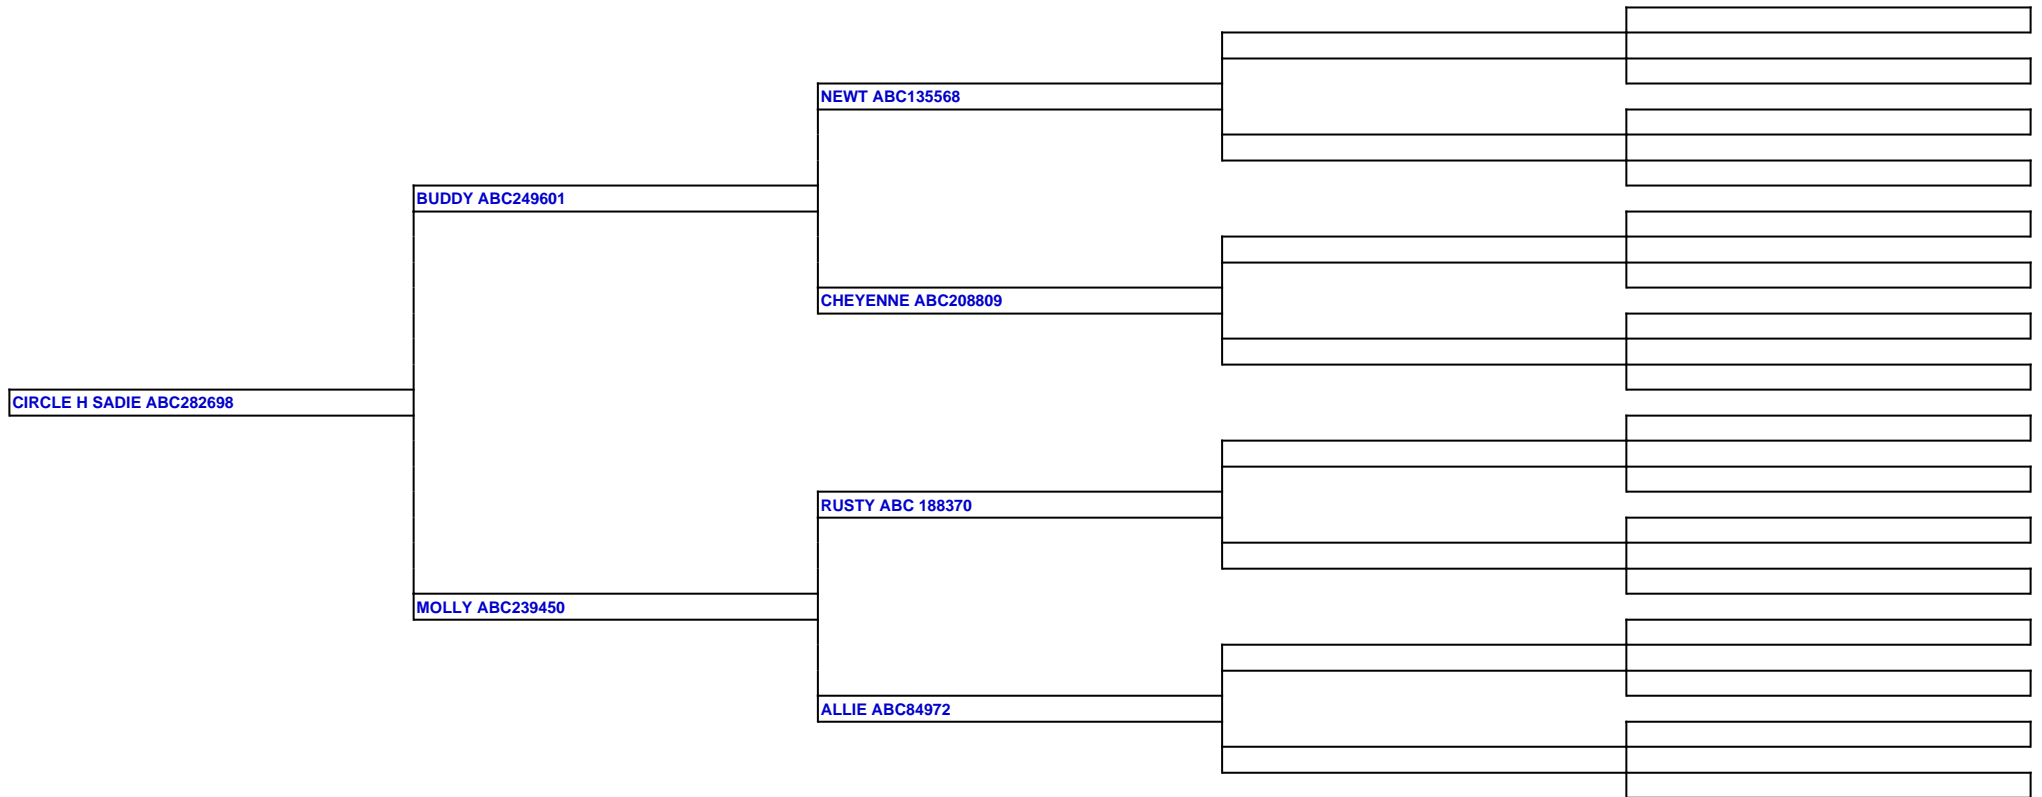 NEWT ABC135568
BUDDY ABC249601
CHEYENNE ABC208809
CIRCLE H SADIE ABC282698
RUSTY ABC 188370
MOLLY ABC239450
ALLIE ABC84972